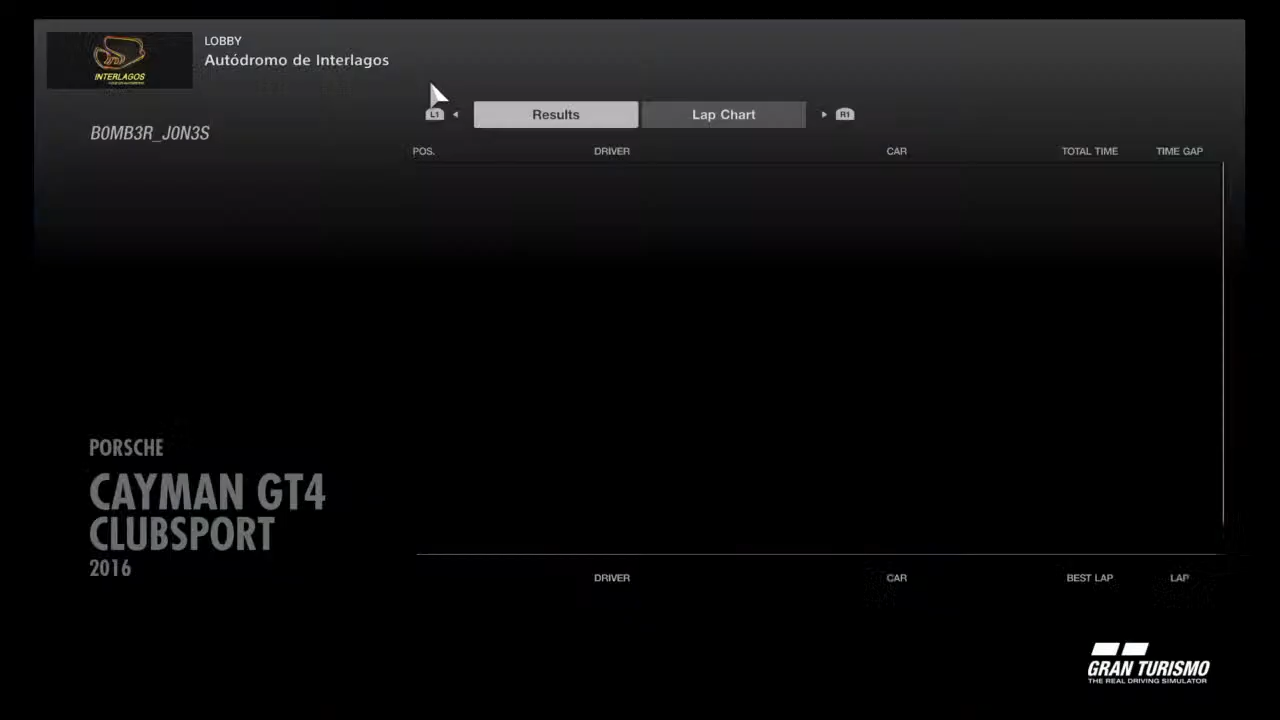 LOBBY
Autódromo de Interlagos
INTERLAGOS
L1 Results Lap Chart R1
B0MB3R_J0N3S
POS. DRIVER CAR TOTAL TIME TIME GAP
PORSCHE
CAYMAN GT4
CLUBSPORT
2016
DRIVER CAR BEST LAP LAP
GRAN TURISMO
THE REAL DRIVING SIMULATOR